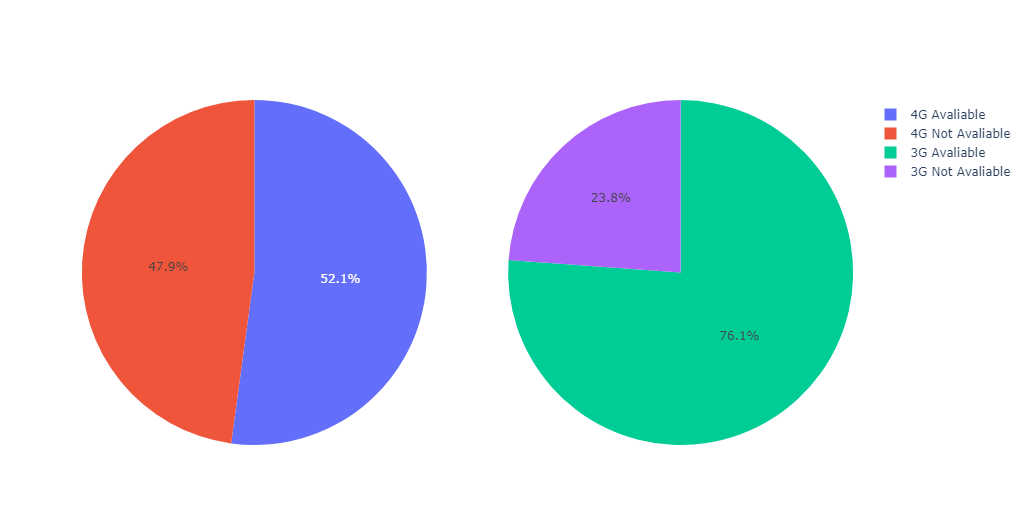 47.9%
52.1%
23.8%
76.1%
4G Avaliable
4G Not Avaliable
3G Avaliable
3G Not Avaliable